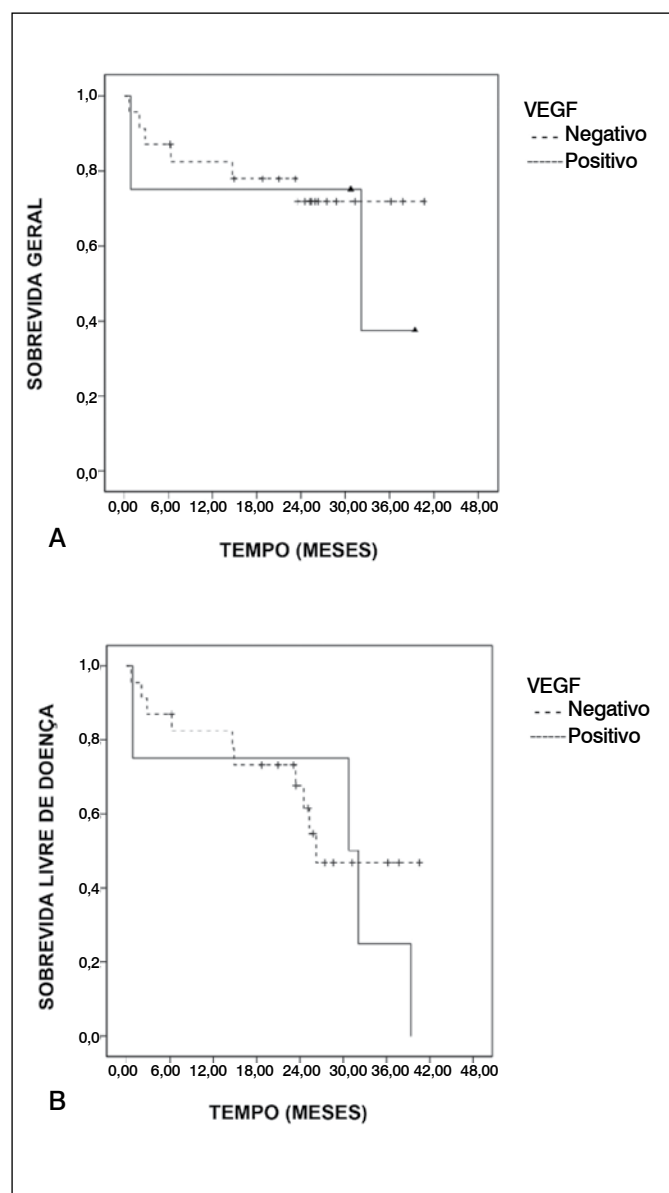 1,0
0,8
0,6
0,4
0,2
0,0
SOBREVIDA GERAL
0,00 6,00 12,00 18,00 24,00 30,00 36,00 42,00 48,00
TEMPO (MESES)
A
VEGF
Negativo
Positivo
1,0
0,8
0,6
0,4
0,2
0,0
SOBREVIDA LIVRE DE DOENÇA
0,00 6,00 12,00 18,00 24,00 30,00 36,00 42,00 48,00
TEMPO (MESES)
B
VEGF
Negativo
Positivo